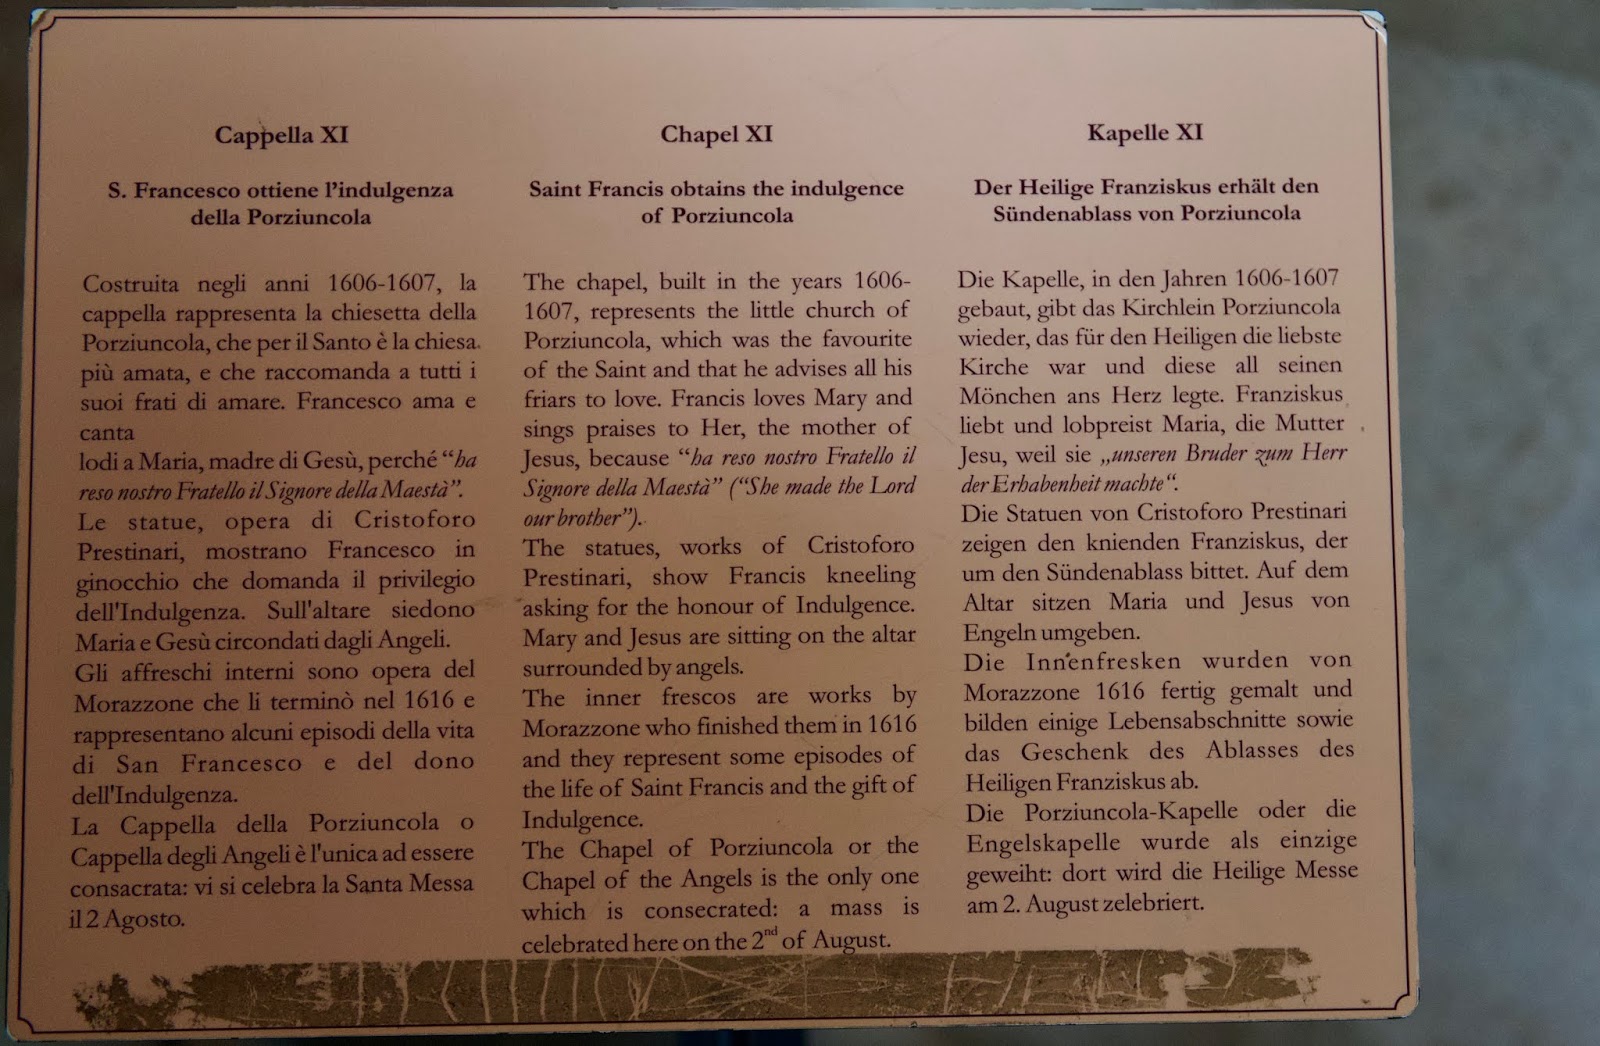 Cappella XI
S. Francesco ottiene l'indulgenza
della Porziuncola
Costruita negli anni 1606-1607, la
cappella rappresenta la chiesetta della
Porziuncola, che per il Santo è la chiesa
più amata, e che raccomanda a tutti i
suoi frati di amare. Francesco ama e
canta
lodi a Maria, madre di Gesù, perché “ha
reso nostro Fratello il Signore della Maestà”.
Le statue, opera di Cristoforo
Prestinari, mostrano Francesco in
ginocchio che domanda il privilegio
dell'Indulgenza. Sull'altare siedono
Maria e Gesù circondati dagli Angeli.
Gli affreschi interni sono opera del
Morazzone che li terminò nel 1616 e
rappresentano alcuni episodi della vita
di San Francesco e del dono
dell'Indulgenza.
La Cappella della Porziuncola o
Cappella degli Angeli è l'unica ad essere
consacrata: vi si celebra la Santa Messa
il 2 Agosto.
Chapel XI
Saint Francis obtains the indulgence
of Porziuncola
The chapel, built in the years 1606-
1607, represents the little church of
Porziuncola, which was the favourite
of the Saint and that he advises all his
friars to love. Francis loves Mary and
sings praises to Her, the mother of
Jesus, because “ha reso nostro Fratello il
Signore della Maestà” (“She made the Lord
our brother”).
The statues, works of Cristoforo
Prestinari, show Francis kneeling
asking for the honour of Indulgence.
Mary and Jesus are sitting on the altar
surrounded by angels.
The inner frescos are works by
Morazzone who finished them in 1616
and they represent some episodes of
the life of Saint Francis and the gift of
Indulgence.
The Chapel of Porziuncola or the
Chapel of the Angels is the only one
which is consecrated: a mass is
celebrated here on the 2nd of August.
Kapelle XI
Der Heilige Franziskus erhält den
Sündenablass von Porziuncola
Die Kapelle, in den Jahren 1606-1607
gebaut, gibt das Kirchlein Porziuncola
wieder, das für den Heiligen die liebste
Kirche war und diese all seinen
Mönchen ans Herz legte. Franziskus
liebt und lobpreist Maria, die Mutter
Jesu, weil sie „unseren Bruder zum Herr
der Erhabenheit machte“.
Die Statuen von Cristoforo Prestinari
zeigen den knienden Franziskus, der
um den Sündenablass bittet. Auf dem
Altar sitzen Maria und Jesus von
Engeln umgeben.
Die Innenfresken wurden von
Morazzone 1616 fertig gemalt und
bilden einige Lebensabschnitte sowie
das Geschenk des Ablasses des
Heiligen Franziskus ab.
Die Porziuncola-Kapelle oder die
Engelskapelle wurde als einzige
geweiht: dort wird die Heilige Messe
am 2. August zelebriert.